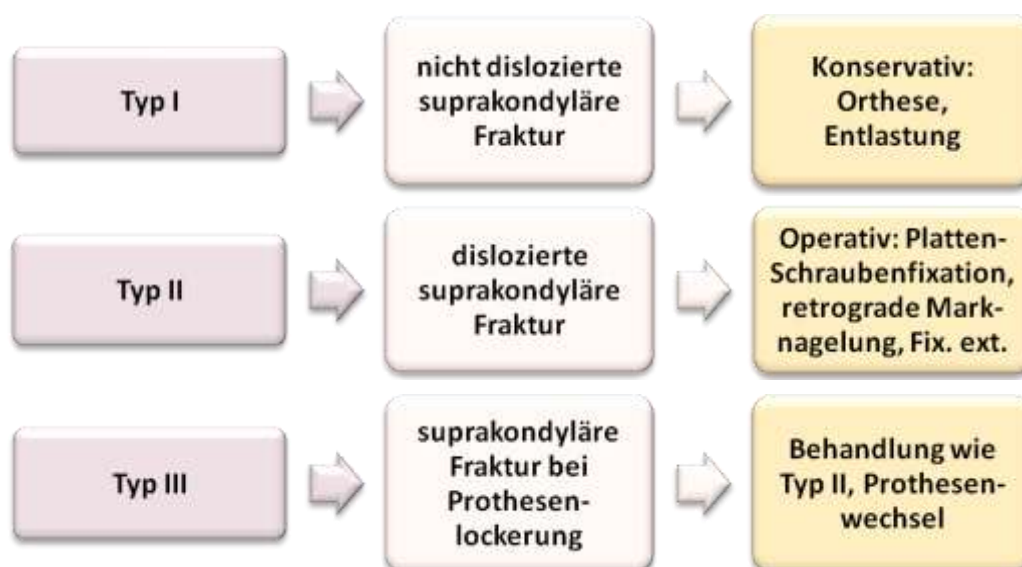 Typ I
nicht dislozierte
suprakondyläre
Fraktur
Konservativ:
Orthese,
Entlastung
Typ II
dislozierte
suprakondyläre
Fraktur
Operativ: Platten-
Schraubenfixation,
retrograde Mark-
nagelung, Fix. ext.
Typ III
suprakondyläre
Fraktur bei
Prothesen-
lockerung
Behandlung wie
Typ II, Prothesen-
wechsel